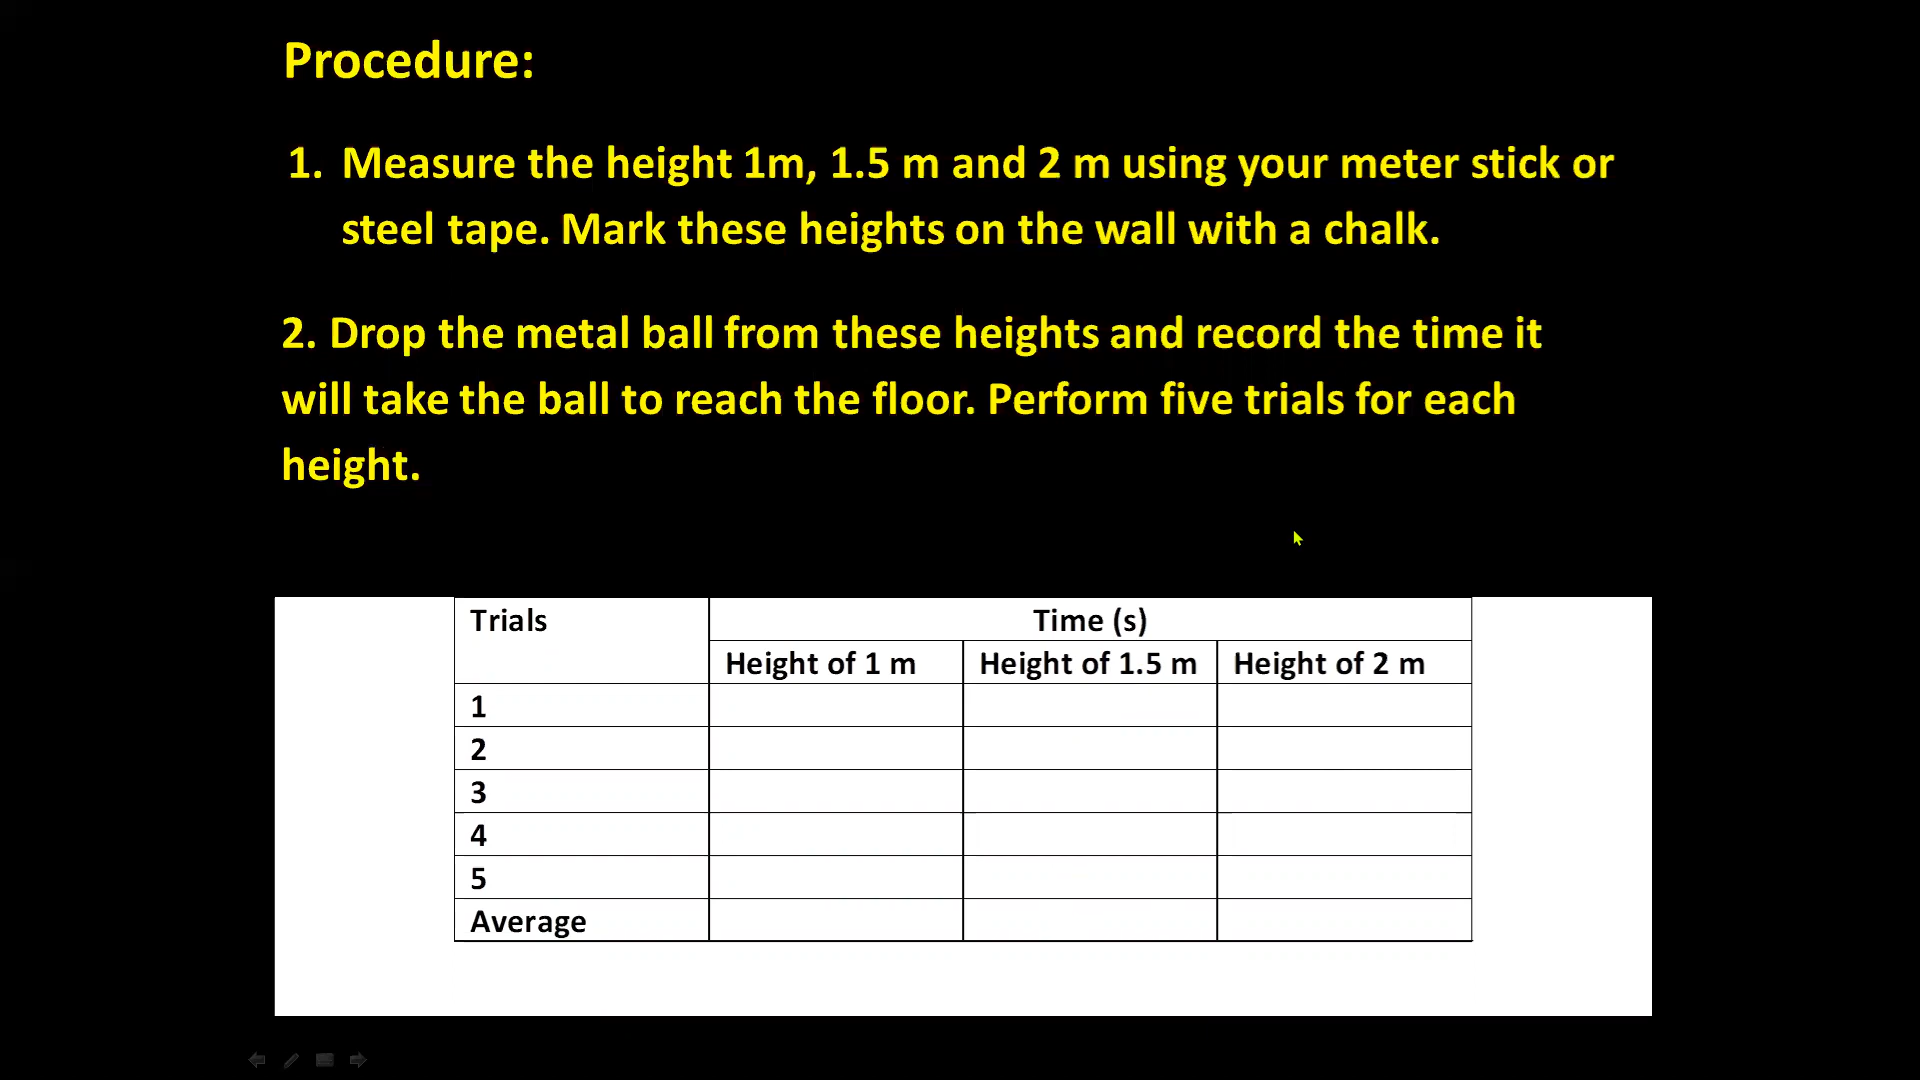 Procedure:
1. Measure the height 1m, 1.5 m and 2 m using your meter stick or
steel tape. Mark these heights on the wall with a chalk.
2. Drop the metal ball from these heights and record the time it
will take the ball to reach the floor. Perform five trials for each
height.
Trials Time (s)
Height of 1 m Height of 1.5 m Height of 2 m
1
2
3
4
5
Average